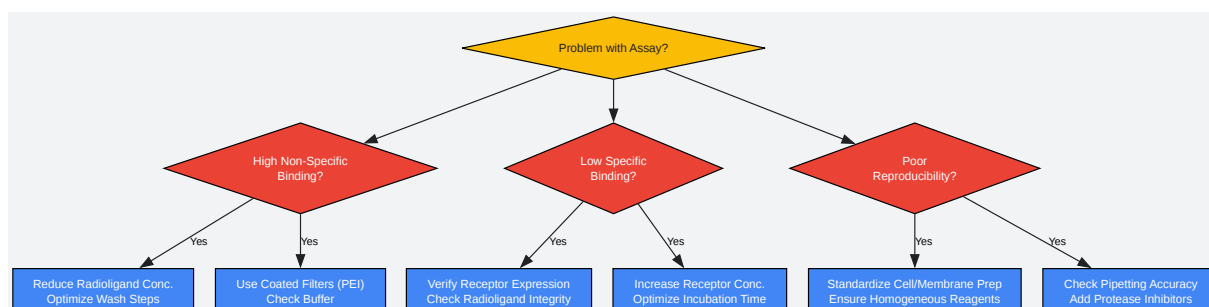 Problem with Assay?
High Non-Specific
Binding?
Low Specific
Binding?
Poor
Reproducibility?
Yes
Yes
Yes
Yes
Yes
Yes
Reduce Radioligand Conc.
Optimize Wash Steps
Use Coated Filters (PEI)
Check Buffer
Verify Receptor Expression
Check Radioligand Integrity
Increase Receptor Conc.
Optimize Incubation Time
Standardize Cell/Membrane Prep
Ensure Homogeneous Reagents
Check Pipetting Accuracy
Add Protease Inhibitors